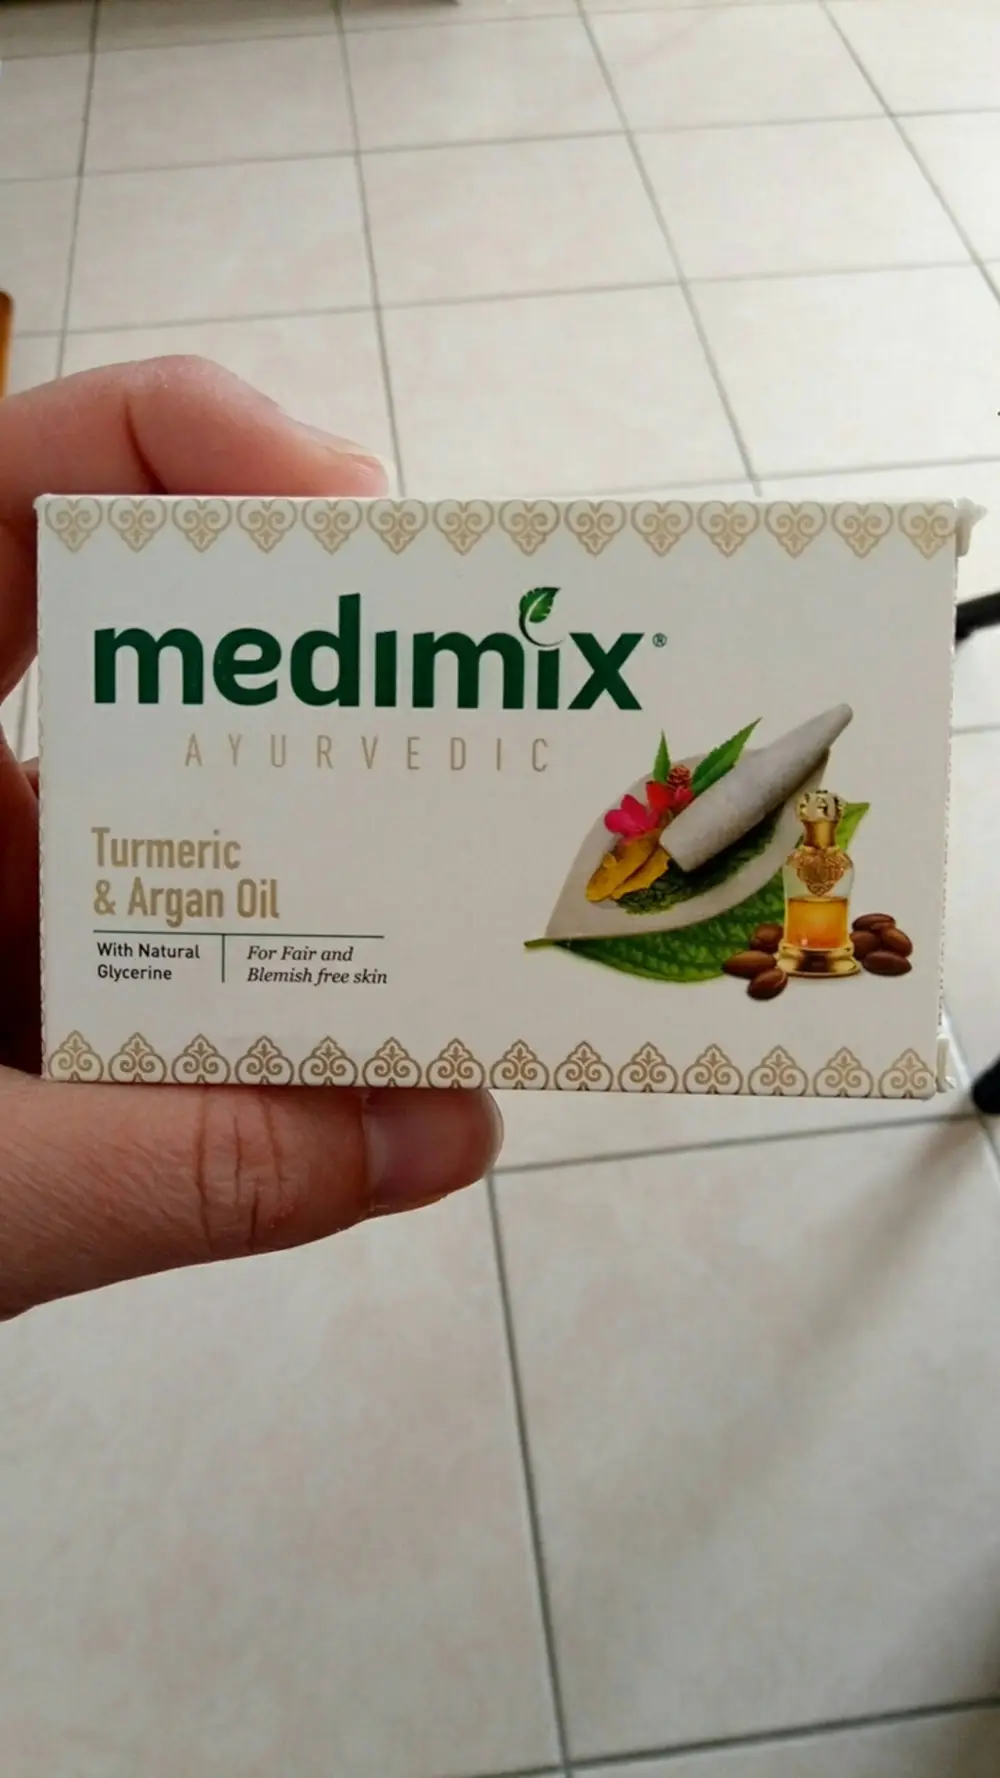 medimix®
AYURVEDIC
Turmeric
& Argan Oil
With Natural
Glycerine
For Fair and
Blemish free skin